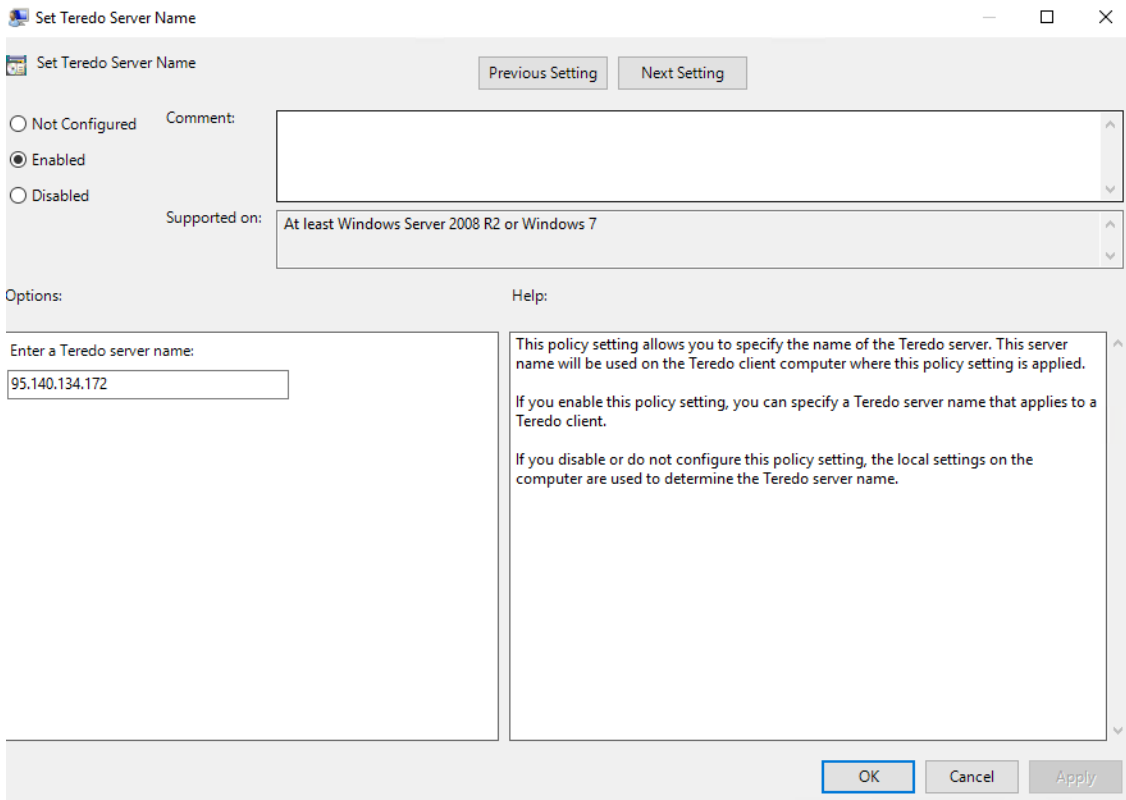 Set Teredo Server Name
Set Teredo Server Name
Previous Setting
Next Setting
Not Configured
Enabled
Disabled
Comment:
Supported on:
At least Windows Server 2008 R2 or Windows 7
Options:
Help:
Enter a Teredo server name:
95.140.134.172
This policy setting allows you to specify the name of the Teredo server. This server
name will be used on the Teredo client computer where this policy setting is applied.
If you enable this policy setting, you can specify a Teredo server name that applies to a
Teredo client.
If you disable or do not configure this policy setting, the local settings on the
computer are used to determine the Teredo server name.
OK
Cancel
Apply